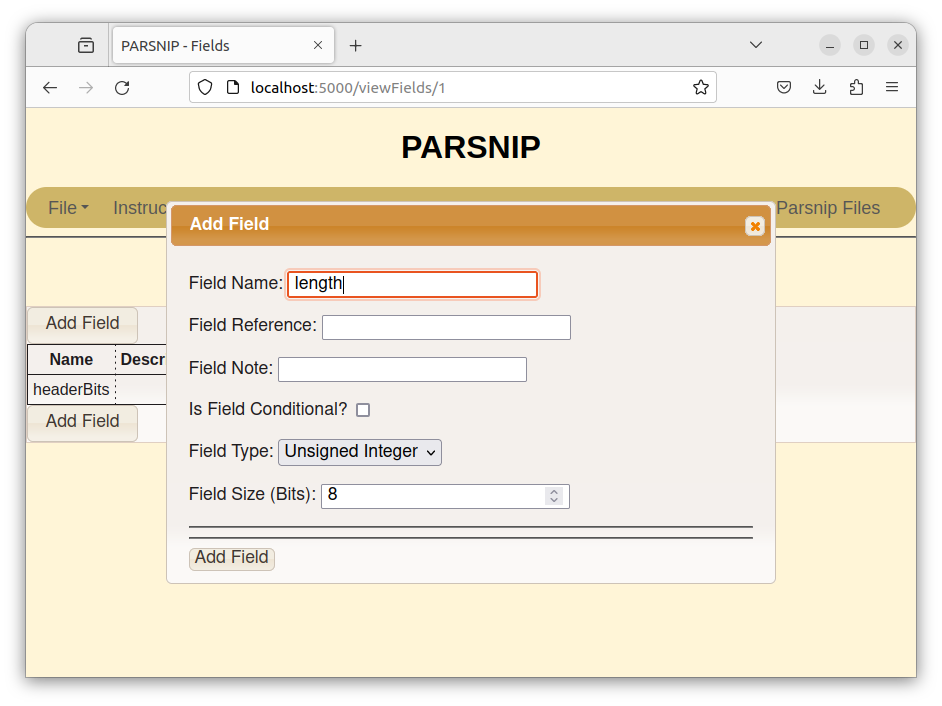 PARSNIP - Fields
localhost:5000/viewFields/1
PARSNIP
File Instruc Parsnip Files
Add Field
Field Name: length
Field Reference:
Field Note:
Is Field Conditional?
Field Type: Unsigned Integer
Field Size (Bits): 8
Add Field
Add Field
Name Descr
headerBits
Add Field